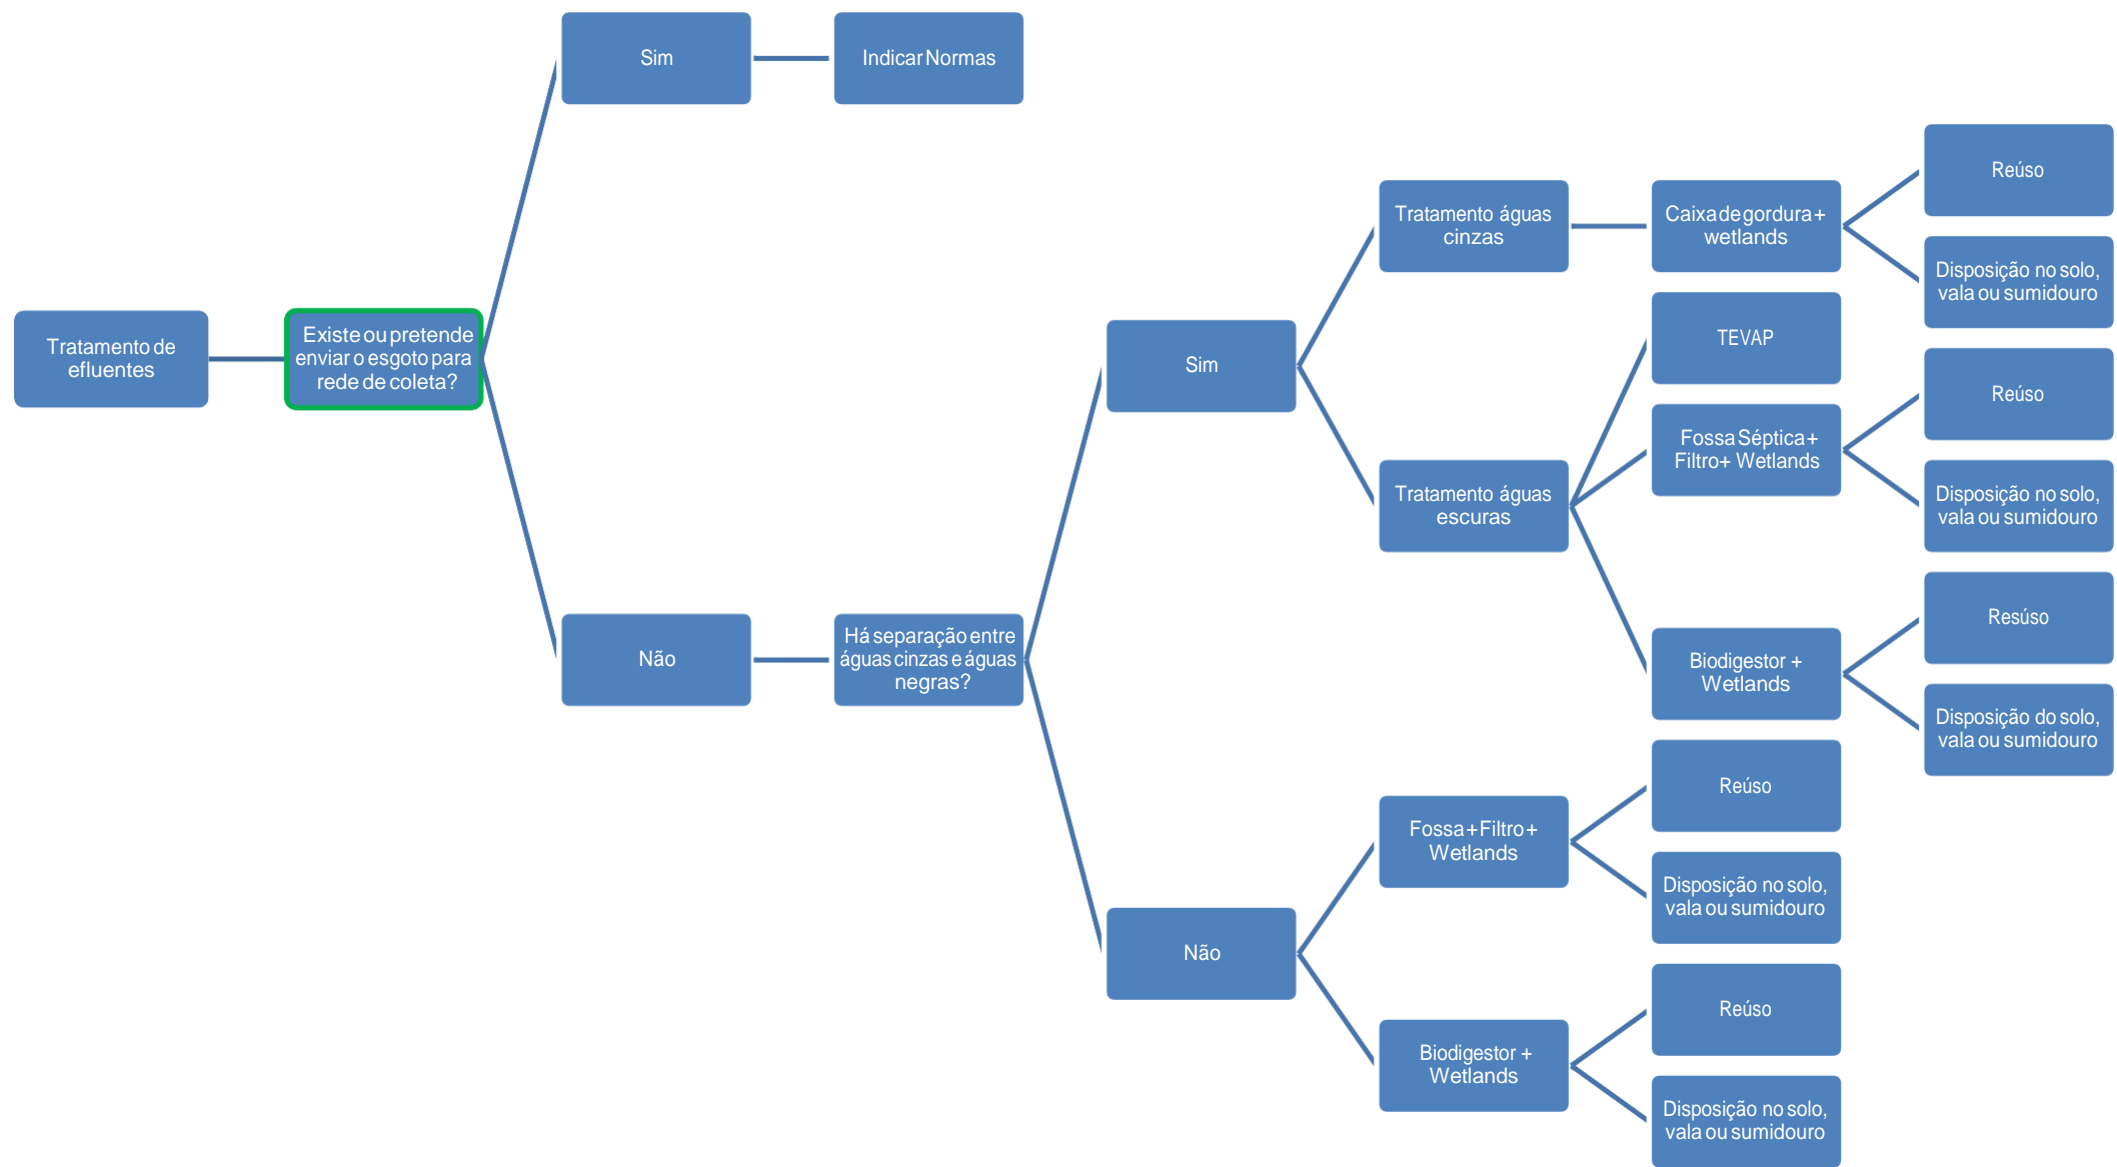 Tratamento de
efluentes
Existe ou pretende
enviar o esgoto para
rede de coleta?
Sim
Indicar Normas
Não
Há separação entre
águas cinzas e águas
negras?
Sim
Tratamento águas
cinzas
Caixa de gordura +
wetlands
Reúso
Disposição no solo,
vala ou sumidouro
Tratamento águas
escuras
TEVAP
Fossa Séptica +
Filtro+ Wetlands
Reúso
Disposição no solo,
vala ou sumidouro
Biodigestor +
Wetlands
Resúso
Disposição do solo,
vala ou sumidouro
Não
Fossa + Filtro +
Wetlands
Reúso
Disposição no solo,
vala ou sumidouro
Biodigestor +
Wetlands
Reúso
Disposição no solo,
vala ou sumidouro